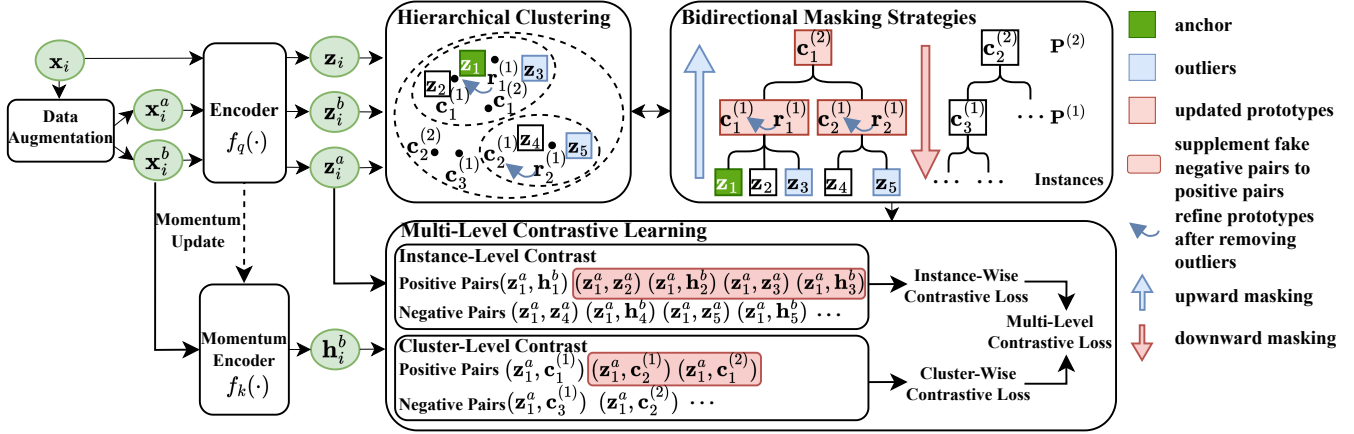 Hierarchical Clustering
Bidirectional Masking Strategies
x_i
Data
Augmentation
x_i^a
x_i^b
Encoder
f_q(·)
z_i
z_i^b
z_i^a
Momentum
Update
Momentum
Encoder
f_k(·)
h_i^b
z_1
z_2
z_3
r_1^(1)
c_1^(1)
c_1^(2)
c_2^(2)
c_3^(1)
c_2^(1)
z_4
z_5
r_2^(1)
c_1^(2) c_2^(2) P^(2)
c_1^(1) r_1^(1) c_2^(1) r_2^(1) c_3^(1) ⋯ P^(1)
z_1 z_2 z_3 z_4 z_5 ⋯ ⋯ Instances
Multi-Level Contrastive Learning
Instance-Level Contrast
Positive Pairs (z_1^a, h_1^b) (z_1^a, z_2^a) (z_1^a, h_2^b) (z_1^a, z_3^a) (z_1^a, h_3^b)
Negative Pairs (z_1^a, z_4^a) (z_1^a, h_4^b) (z_1^a, z_5^a) (z_1^a, h_5^b) ⋯
Cluster-Level Contrast
Positive Pairs (z_1^a, c_1^(1)) (z_1^a, c_2^(1)) (z_1^a, c_1^(2))
Negative Pairs (z_1^a, c_3^(1)) (z_1^a, c_2^(2)) ⋯
Instance-Wise
Contrastive Loss
Multi-Level
Contrastive Loss
Cluster-Wise
Contrastive Loss
anchor
outliers
updated prototypes
supplement fake
negative pairs to
positive pairs
refine prototypes
after removing
outliers
upward masking
downward masking